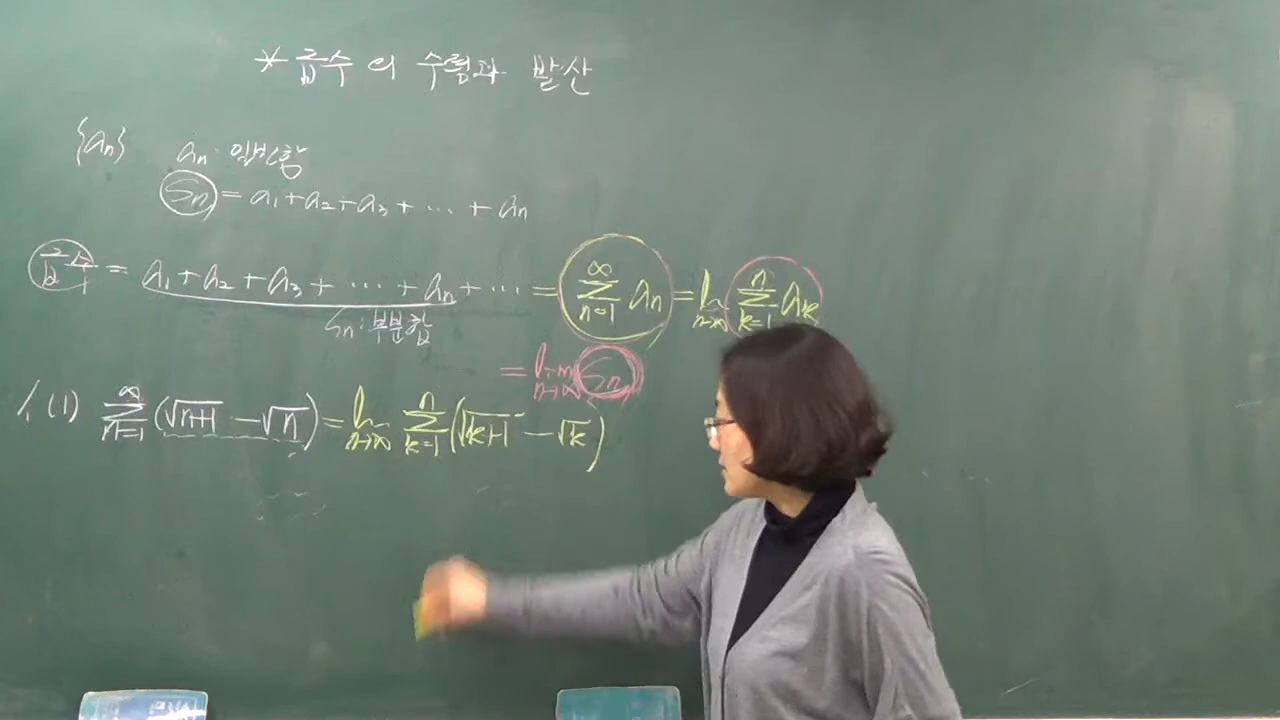 * 급수의 수렴과 발산
{aₙ} aₙ: 일반항
Sₙ = a₁+a₂+a₃+…+aₙ
급수 = a₁+a₂+a₃+…+aₙ+… = ∑_{n=1}^{∞} aₙ = lim_{n→∞} ∑_{k=1}^{n} aₖ
Sₙ: 부분합
= lim_{n→∞} Sₙ
1. (1) ∑_{n=1}^{∞} (√(n+1) − √n) = lim_{n→∞} ∑_{k=1}^{n} (√(k+1) − √k)